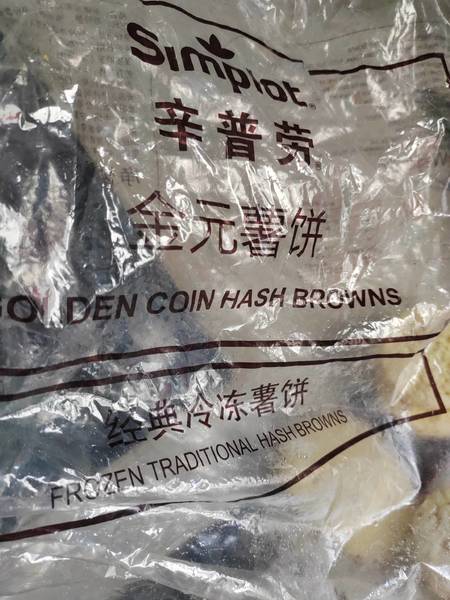 Simplot
辛普劳
金元薯饼
GOLDEN COIN HASH BROWNS
经典冷冻薯饼
FROZEN TRADITIONAL HASH BROWNS